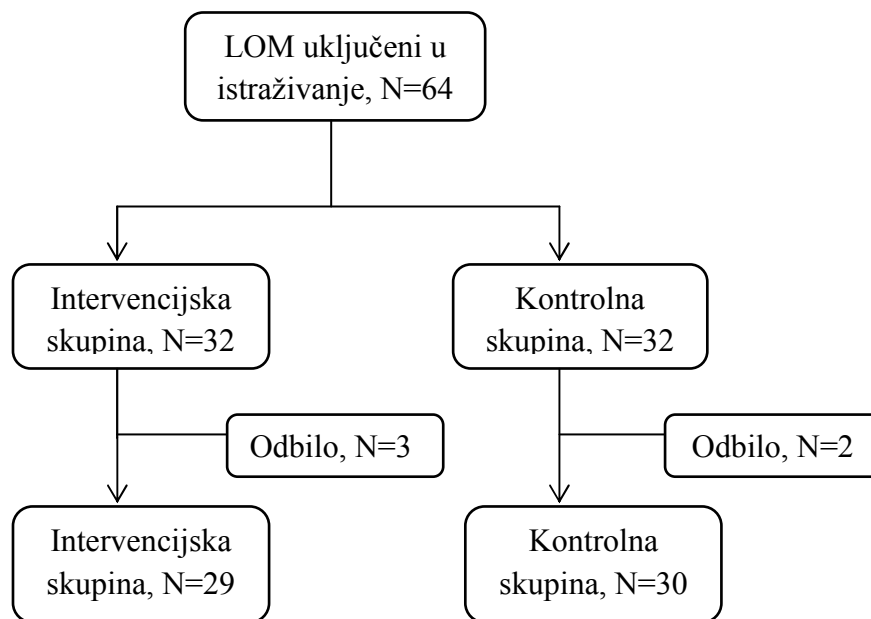 LOM uključeni u
istraživanje, N=64
Intervencijska
skupina, N=32
Kontrolna
skupina, N=32
Odbilo, N=3
Odbilo, N=2
Intervencijska
skupina, N=29
Kontrolna
skupina, N=30